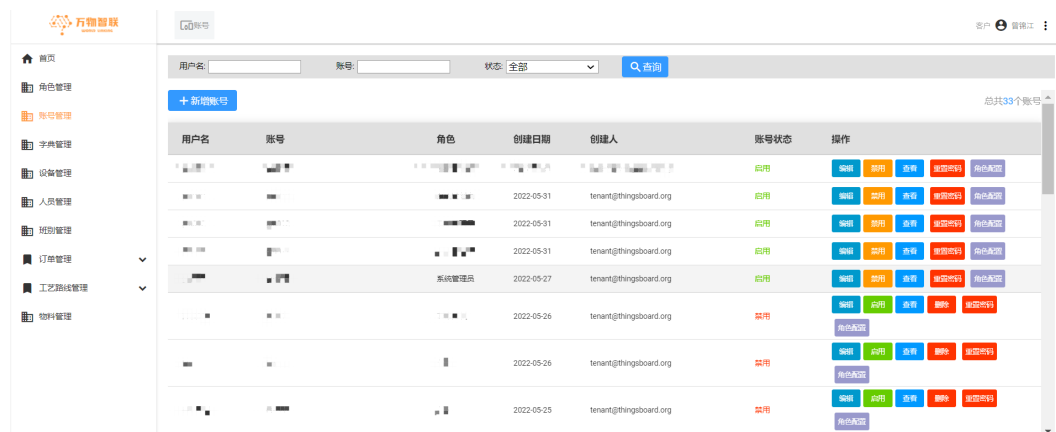 万物智联
账号
客户 曾锦江
首页
角色管理
账号管理
字典管理
设备管理
人员管理
班别管理
订单管理
工艺路线管理
物料管理
用户名: 账号: 状态: 全部 查询
+ 新增账号 总共33个账号
用户名 账号 角色 创建日期 创建人 账号状态 操作
启用 编辑 禁用 查看 重置密码 角色配置
2022-05-31 tenant@thingsboard.org 启用 编辑 禁用 查看 重置密码 角色配置
2022-05-31 tenant@thingsboard.org 启用 编辑 禁用 查看 重置密码 角色配置
2022-05-31 tenant@thingsboard.org 启用 编辑 禁用 查看 重置密码 角色配置
系统管理员 2022-05-27 tenant@thingsboard.org 启用 编辑 禁用 查看 重置密码 角色配置
2022-05-26 tenant@thingsboard.org 禁用 编辑 启用 查看 删除 重置密码
角色配置
2022-05-26 tenant@thingsboard.org 禁用 编辑 启用 查看 删除 重置密码
角色配置
2022-05-25 tenant@thingsboard.org 禁用 编辑 启用 查看 删除 重置密码
角色配置